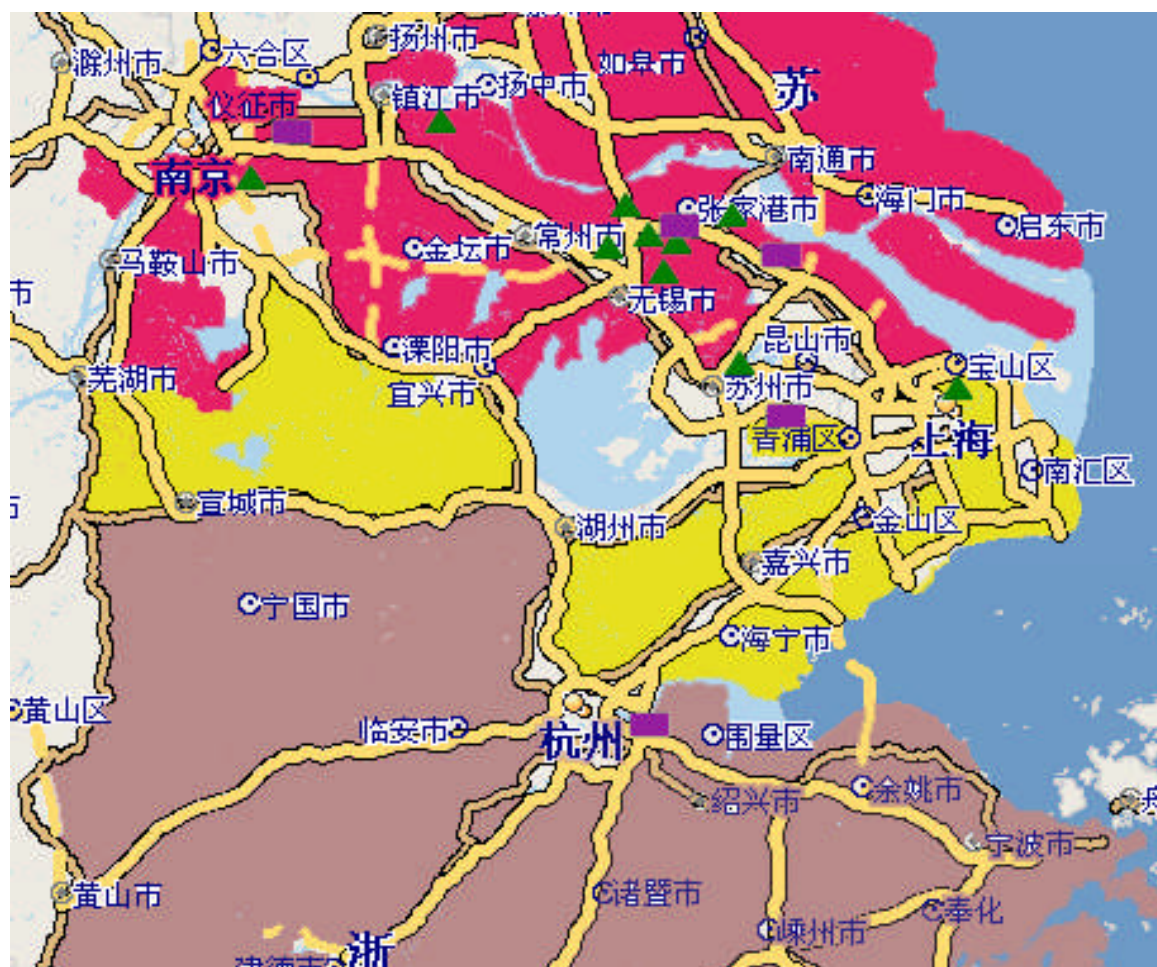 扬州市
六合区
滁州市
如皋市
苏
扬中市
仪征市
镇江市
南通市
南京
海门市
张家港市
启东市
常州市
金坛市
马鞍山市
市
无锡市
昆山市
溧阳市
宝山区
芜湖市
苏州市
宜兴市
青浦区
上海
南汇区
宣城市
金山区
湖州市
嘉兴市
宁国市
海宁市
黄山区
临安市
杭州
围量区
余姚市
绍兴市
舟
宁波市
黄山市
诸暨市
奉化
嵊州市
浙
建德市